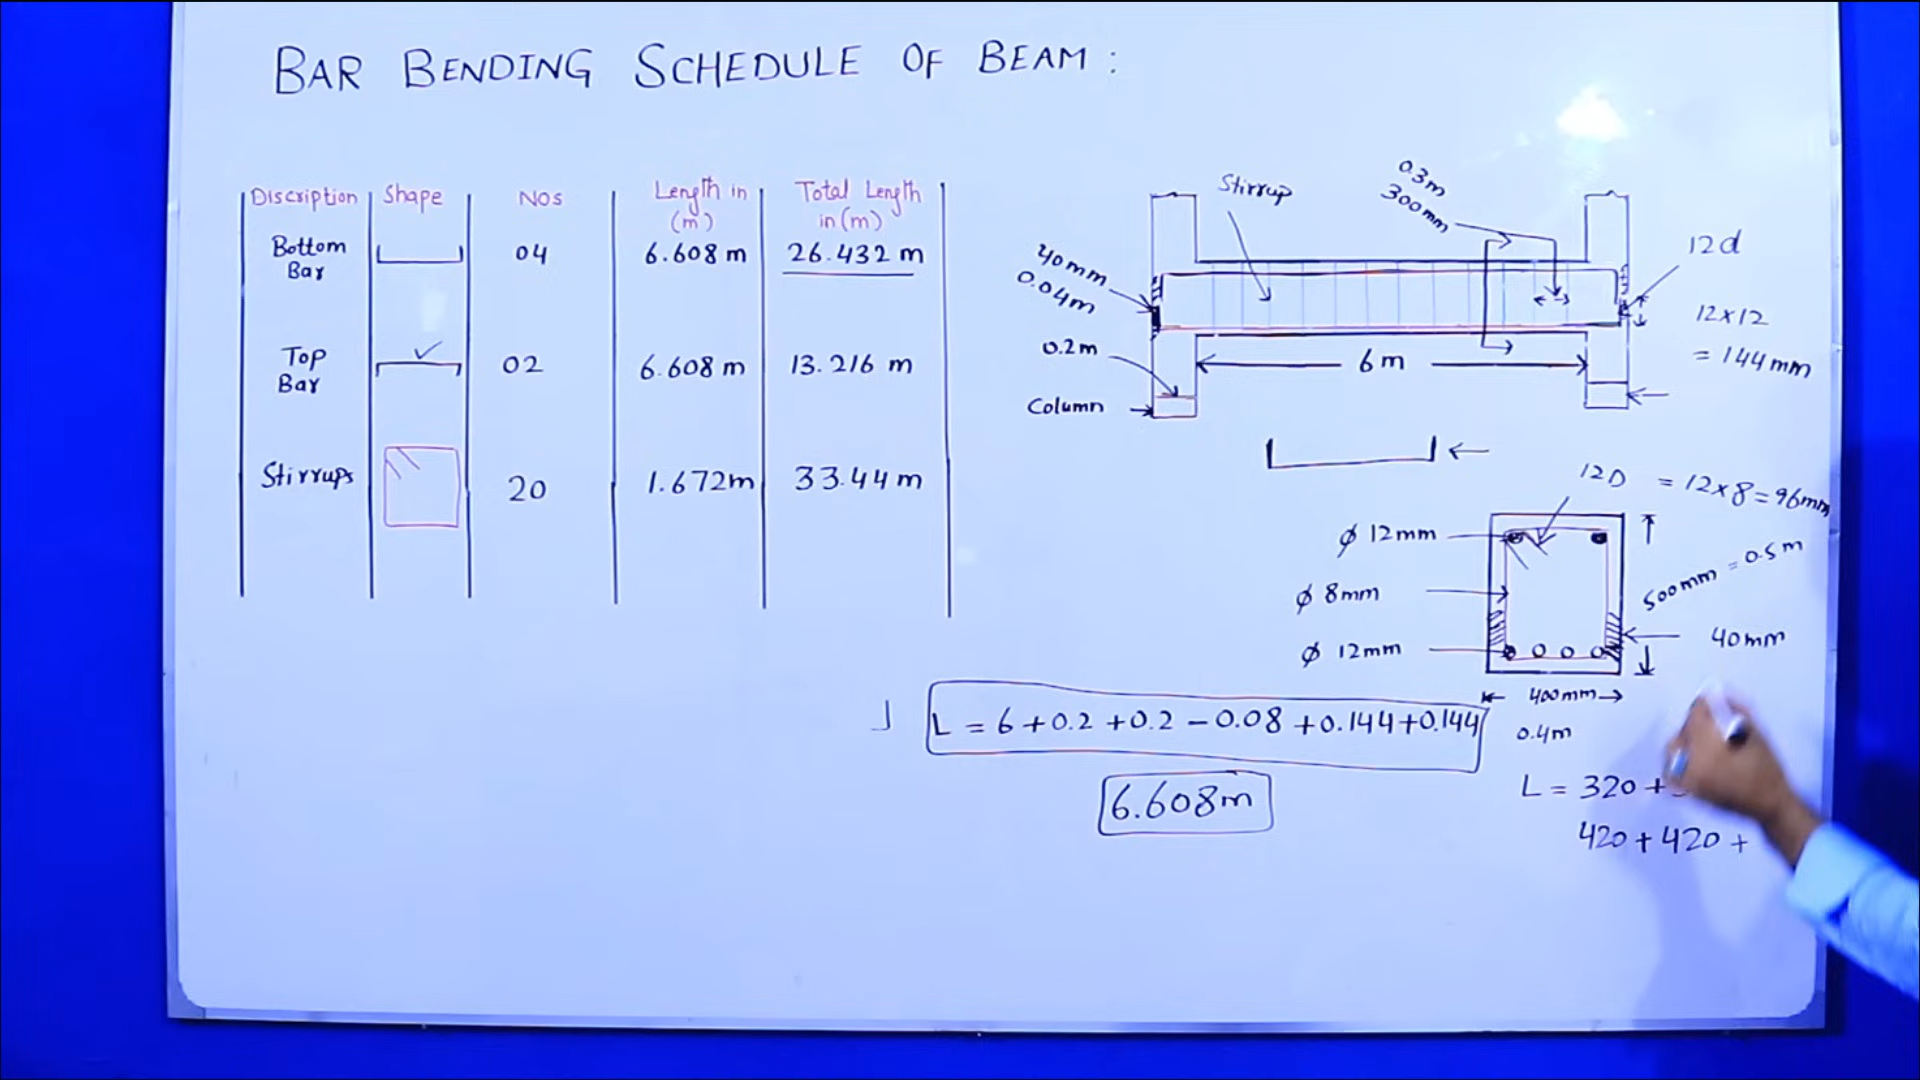 BAR BENDING SCHEDULE OF BEAM :
Discription Shape NOS Length in (m) Total Length in (m)
Bottom Bar 04 6.608 m 26.432 m
Top Bar 02 6.608 m 13.216 m
Stirrups 20 1.672m 33.44 m
Stirrup
0.3m
300mm
40mm
0.04m
12d
12x12
= 144mm
0.2m
6m
Column
12D = 12x8=96mm
ϕ 12mm
ϕ 8mm
ϕ 12mm
500mm = 0.5m
40mm
400mm
0.4m
L = 6+0.2+0.2-0.08+0.144+0.144
6.608m
L = 320+
420+420+